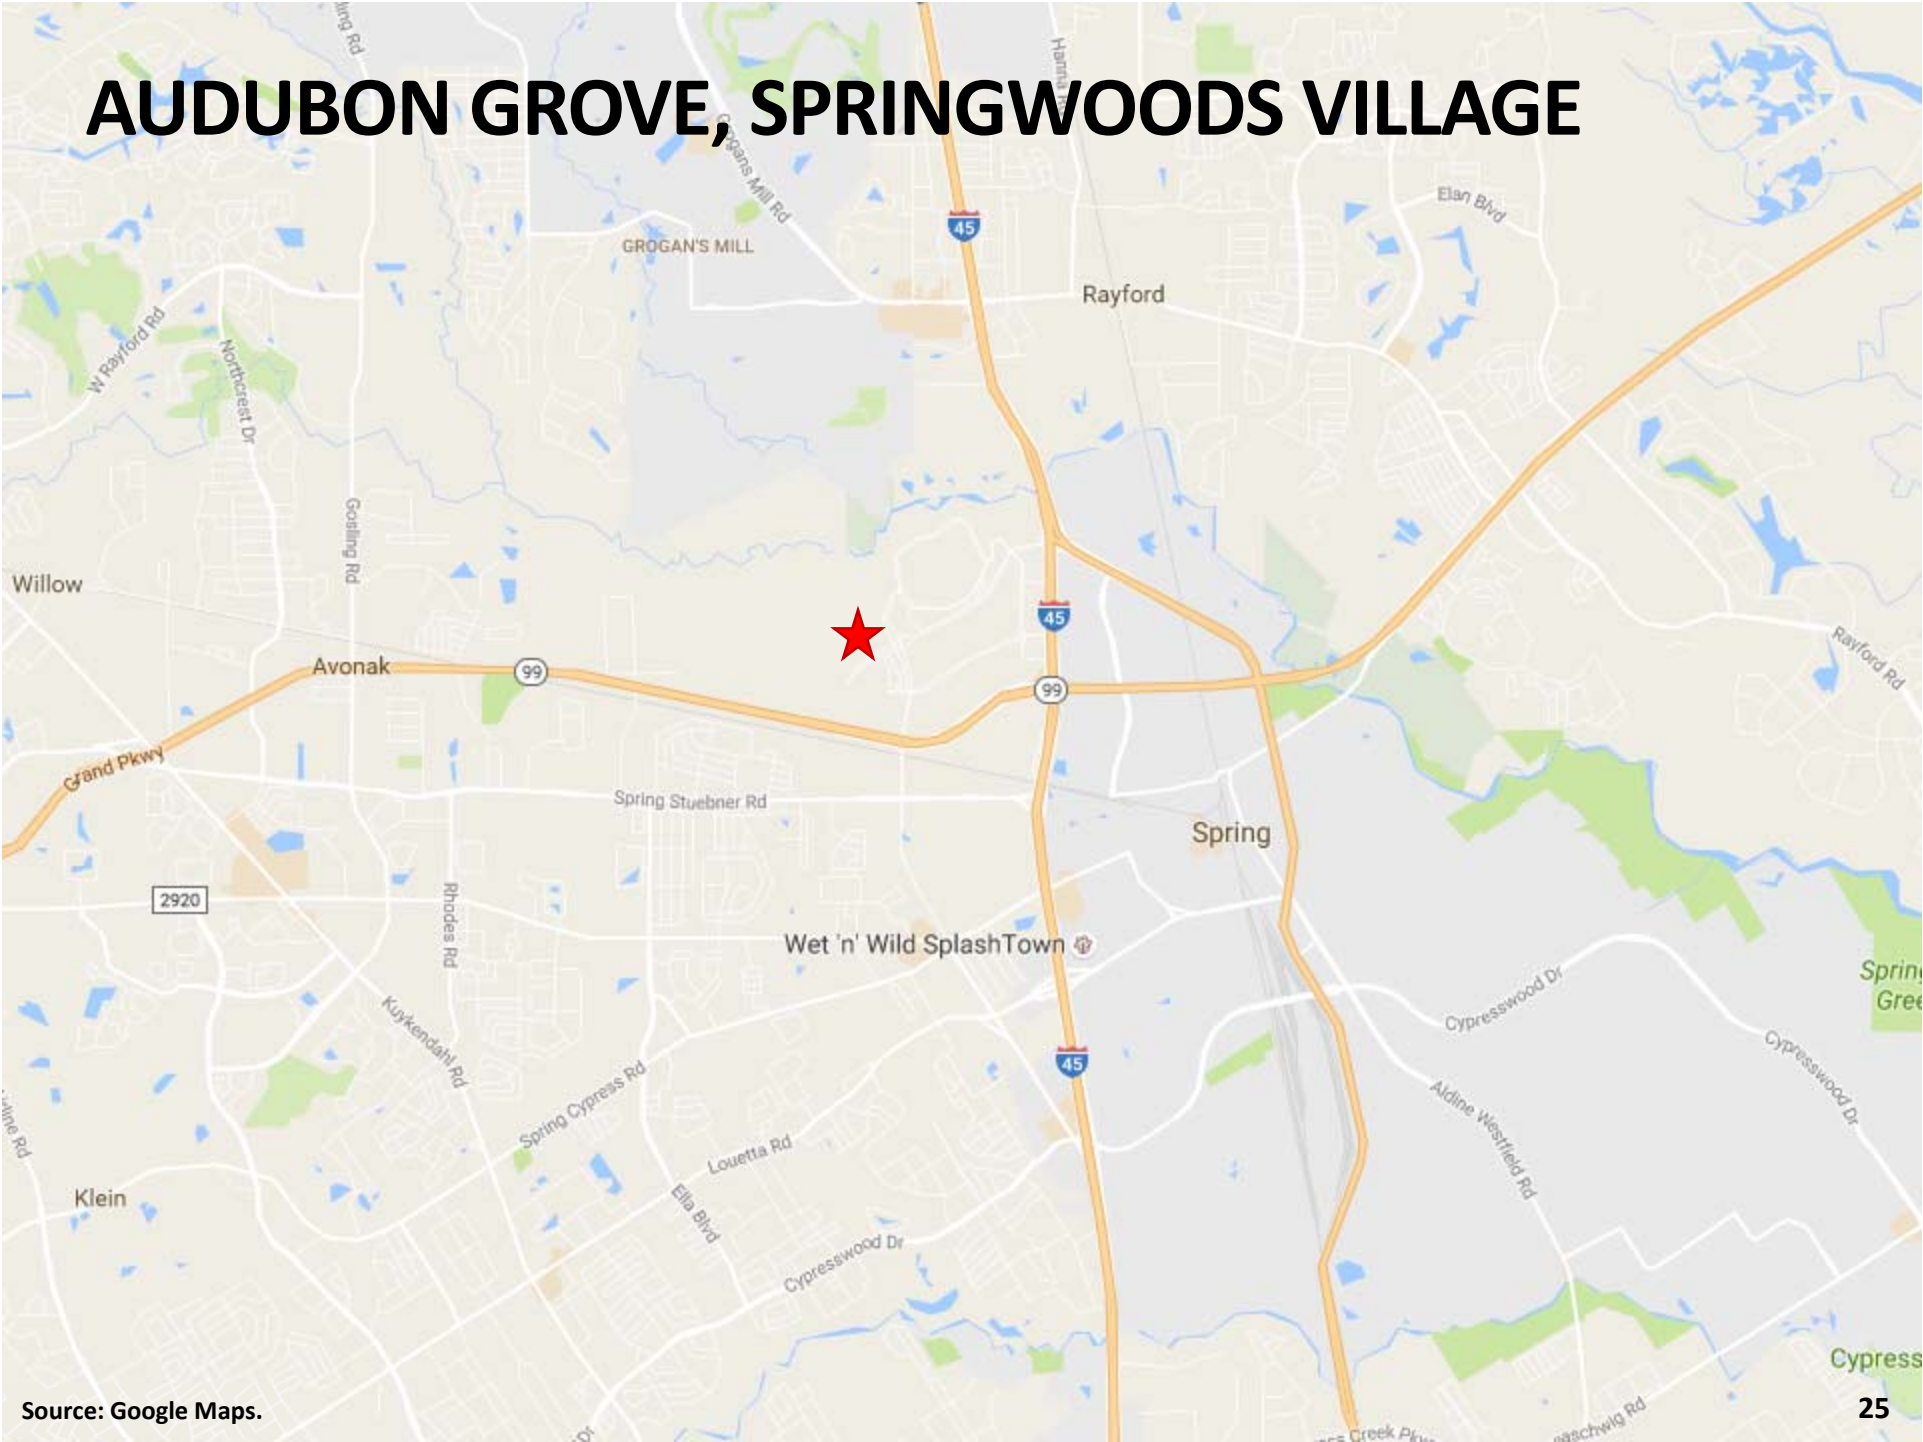 AUDUBON GROVE, SPRINGWOODS VILLAGE
Grogans Mill Rd
Elan Blvd
45
GROGAN'S MILL
Rayford
W Rayford Rd
Northcrest Dr
Gosling Rd
Willow
45
Rayford Rd
Avonak
99
99
Grand Pkwy
Spring Stuebner Rd
Spring
2920
Rhodes Rd
Wet 'n' Wild SplashTown
Cypresswood Dr
Kuykendahl Rd
45
Cypresswood Dr
Spring Cypress Rd
Aldine Westfield Rd
Louetta Rd
Klein
Ella Blvd
Cypresswood Dr
Cypress
Source: Google Maps.
25